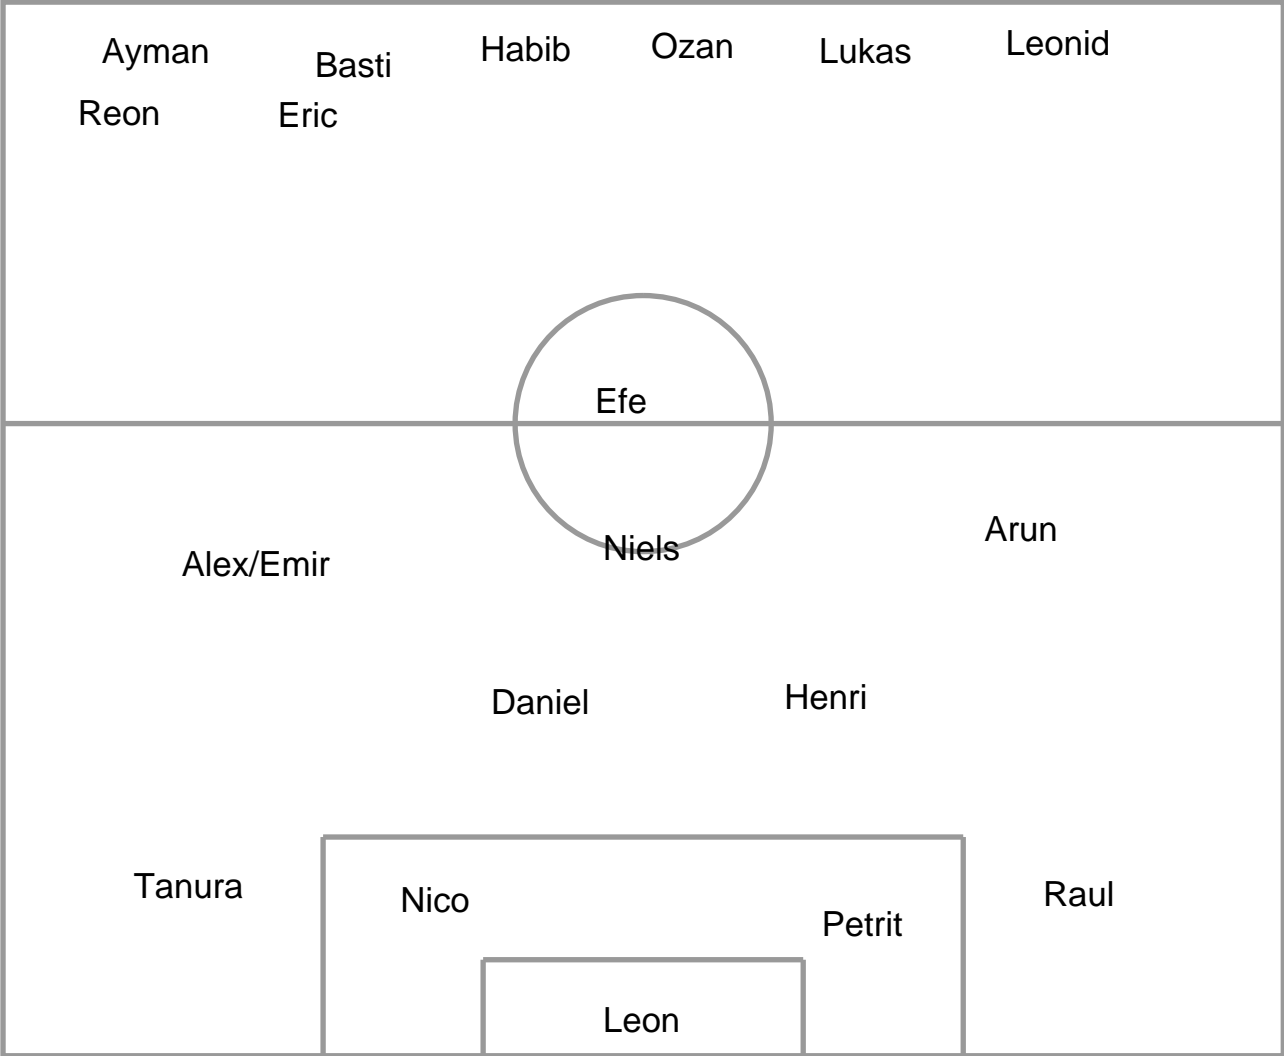 Ayman Basti Habib Ozan Lukas Leonid
Reon Eric
Efe
Alex/Emir Niels Arun
Daniel Henri
Tanura Nico Petrit Raul
Leon